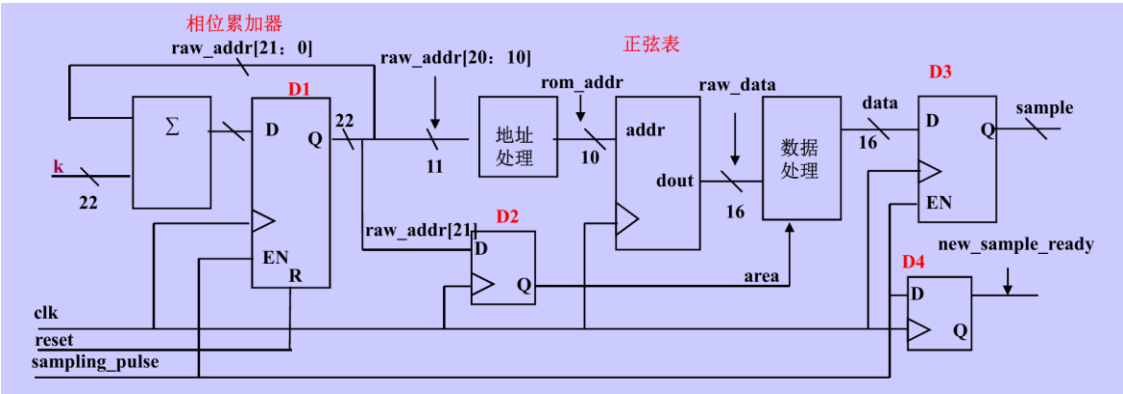 相位累加器
raw_addr[21：0]
正弦表
raw_addr[20：10]
rom_addr
raw_data
D1
D3
22
Σ
D
Q
11
地址
处理
10
addr
dout
16
数据
处理
data
16
D
Q
EN
sample
k
22
EN
R
raw_addr[21]
D2
D
Q
area
new_sample_ready
D4
D
Q
clk
reset
sampling_pulse